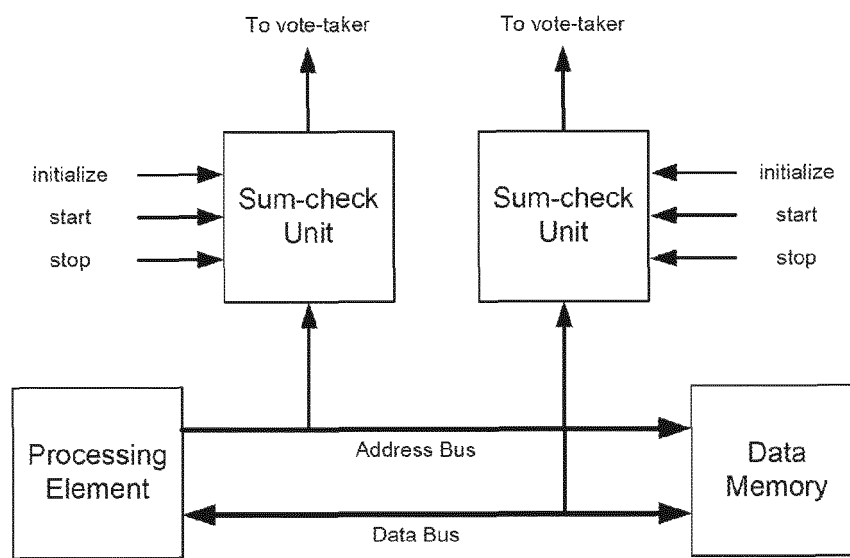 To vote-taker
To vote-taker
initialize
start
stop
Sum-check
Unit
Sum-check
Unit
initialize
start
stop
Processing
Element
Address Bus
Data Bus
Data
Memory